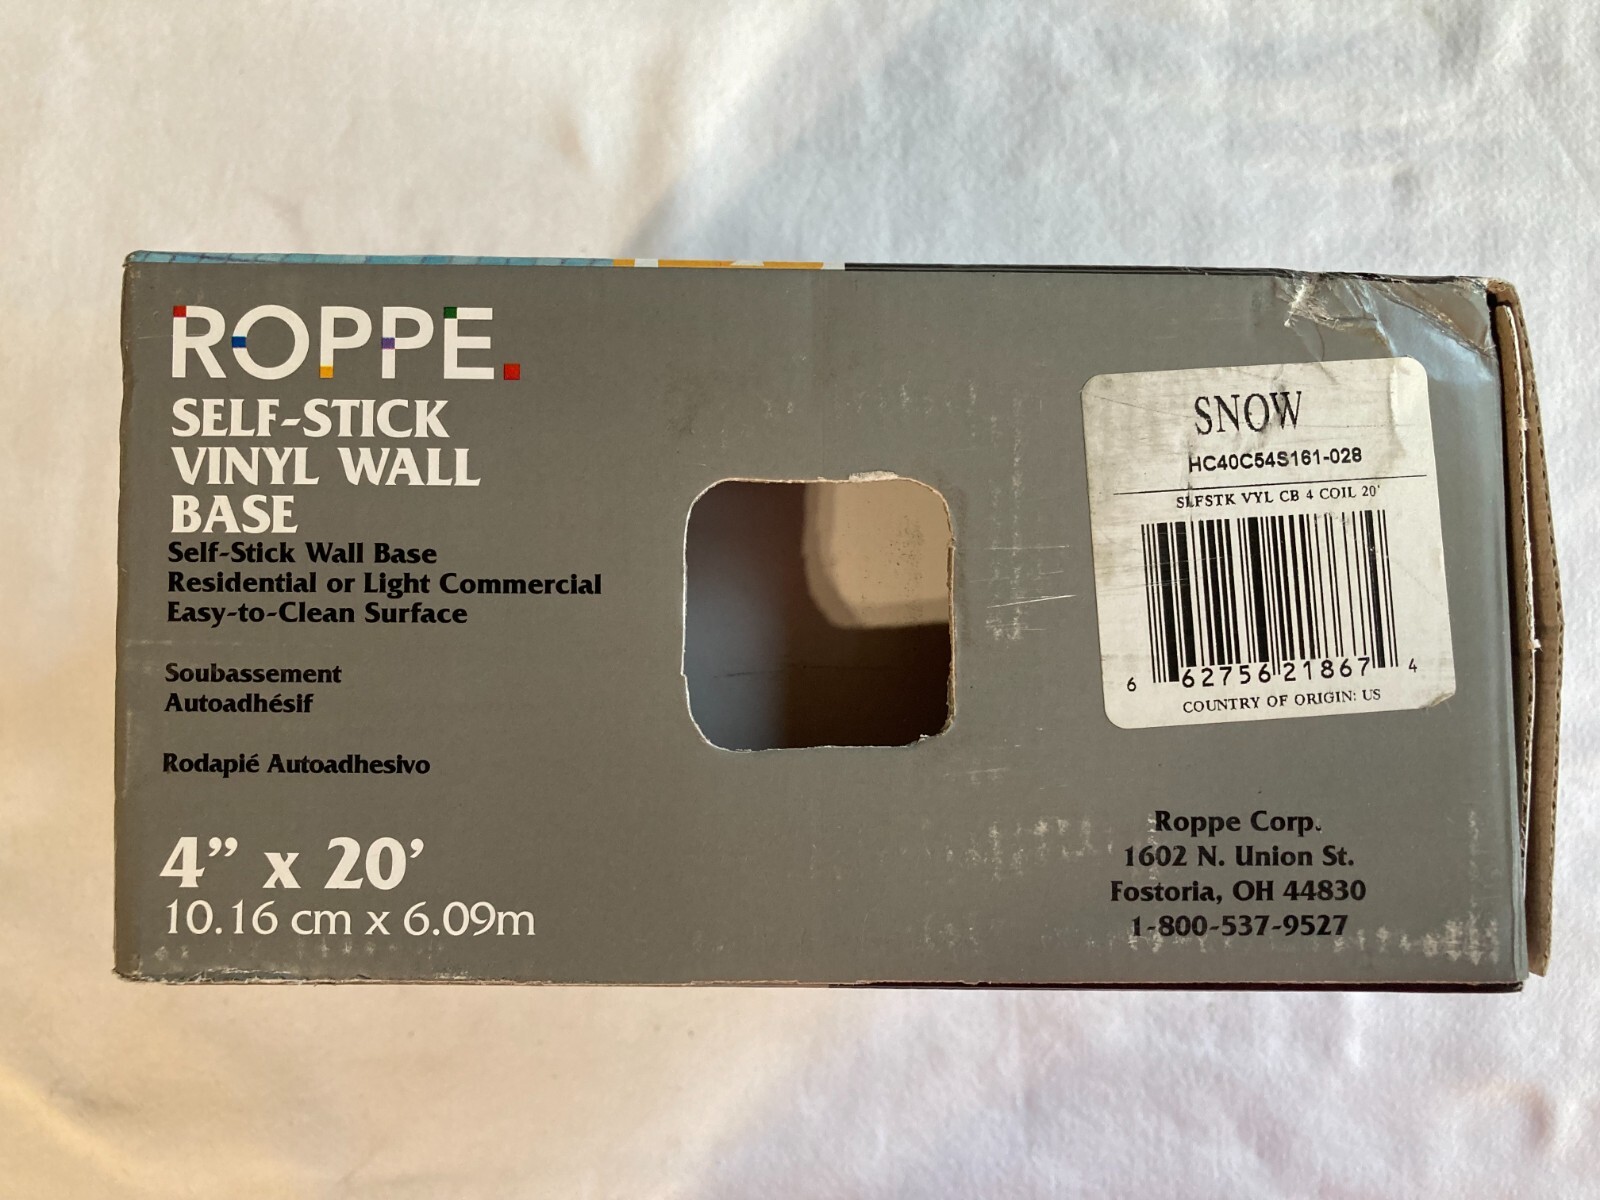 ROPPE.
SELF-STICK
VINYL WALL
BASE
Self-Stick Wall Base
Residential or Light Commercial
Easy-to-Clean Surface
Soubassement
Autoadhésif
Rodapié Autoadhesivo
4” x 20’
10.16 cm x 6.09m
SNOW
HC40C54S161-028
SLFSTK VYL CB 4 COIL 20'
6 62756 21867 4
COUNTRY OF ORIGIN: US
Roppe Corp.
1602 N. Union St.
Fostoria, OH 44830
1-800-537-9527